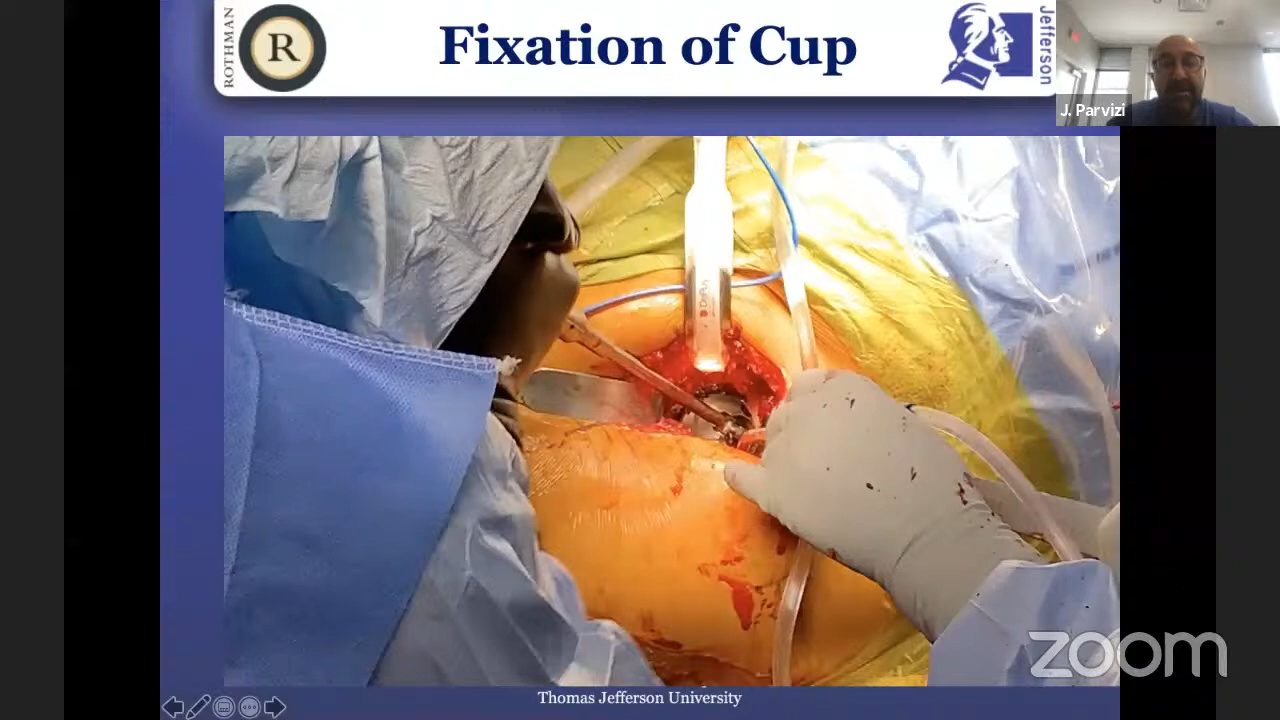 ROTHMAN
R
Fixation of Cup
Jefferson
J. Parvizi
DePuy
zoom
Thomas Jefferson University